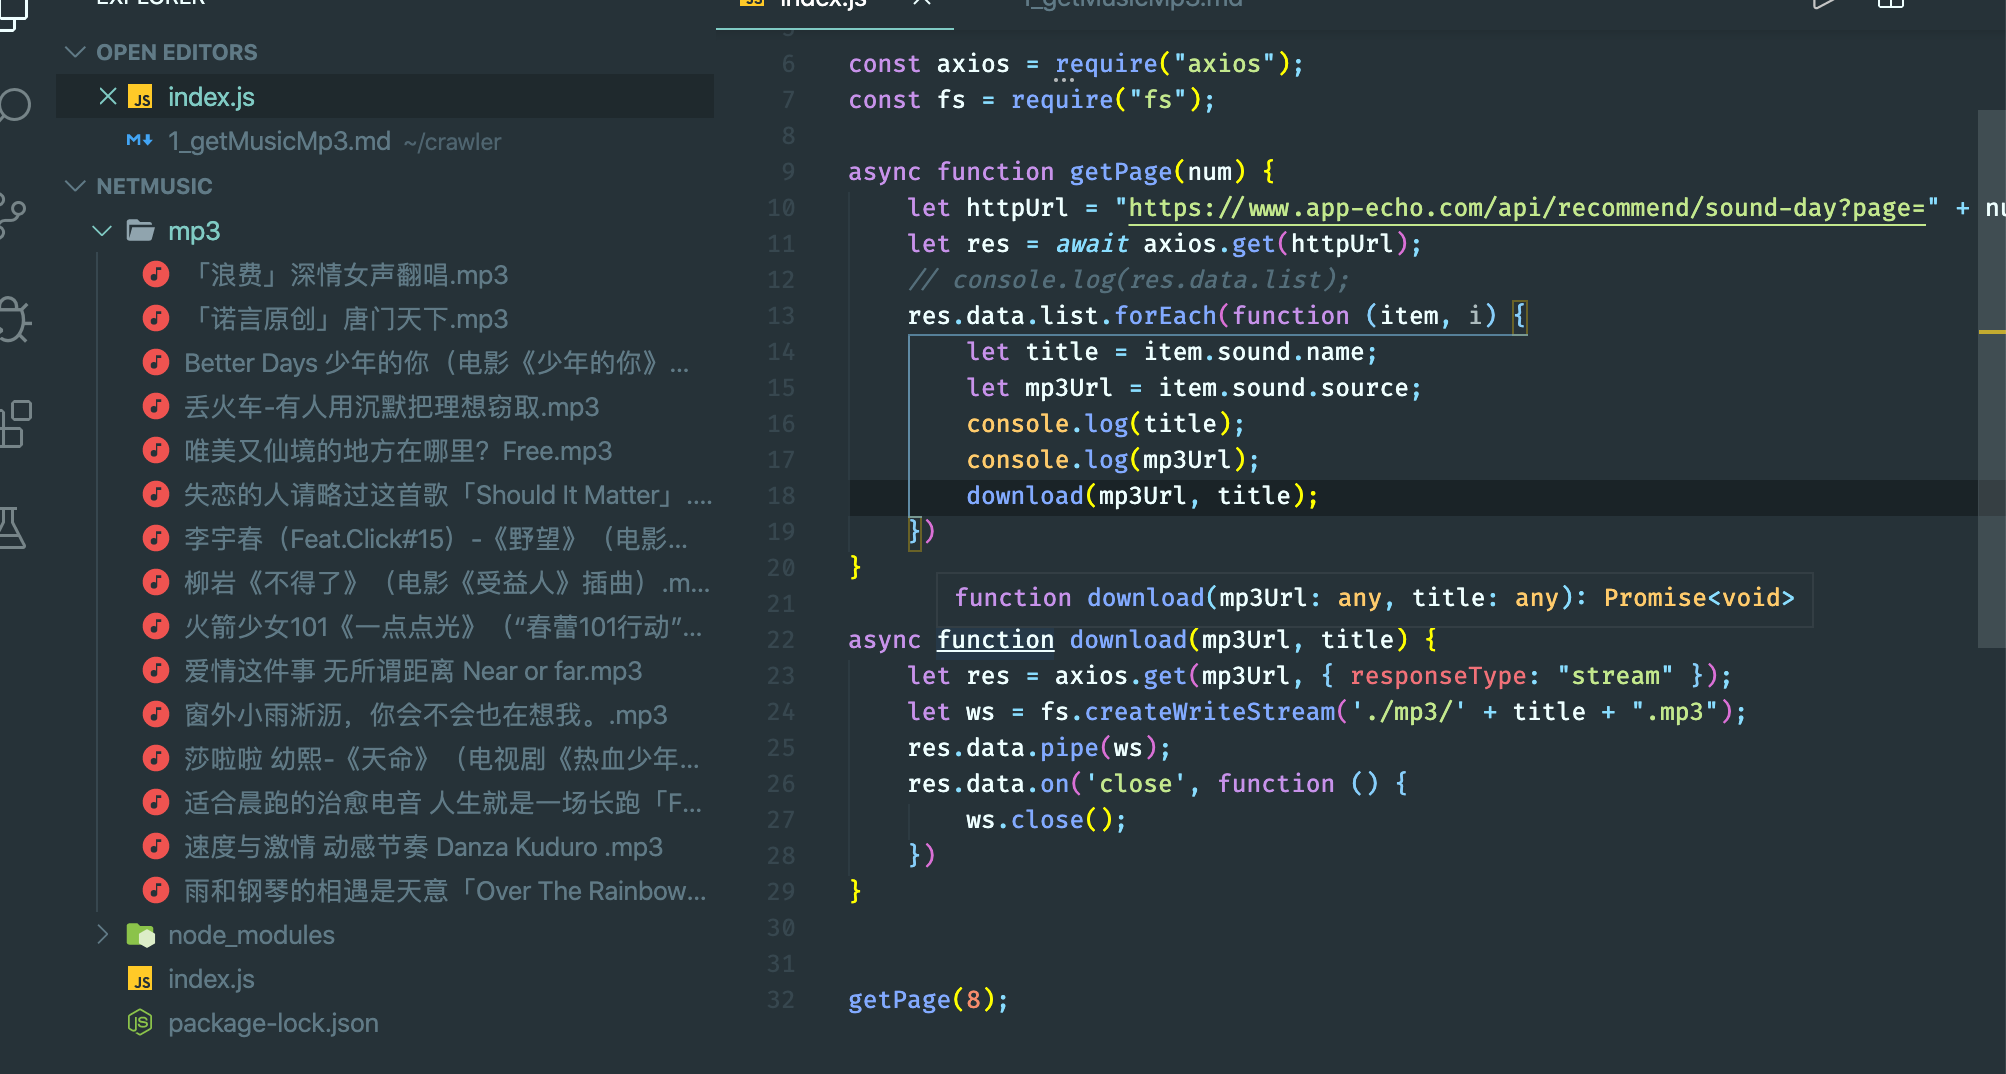 EXPLORER
OPEN EDITORS
index.js
1_getMusicMp3.md ~/crawler
NETMUSIC
mp3
「浪费」深情女声翻唱.mp3
「诺言原创」唐门天下.mp3
Better Days 少年的你（电影《少年的你》...
丢火车-有人用沉默把理想窃取.mp3
唯美又仙境的地方在哪里？Free.mp3
失恋的人请略过这首歌「Should It Matter」....
李宇春（Feat.Click#15）-《野望》（电影...
柳岩《不得了》（电影《受益人》插曲）.m...
火箭少女101《一点点光》（“春蕾101行动”...
爱情这件事 无所谓距离 Near or far.mp3
窗外小雨淅沥，你会不会也在想我。.mp3
莎啦啦 幼熙-《天命》（电视剧《热血少年...
适合晨跑的治愈电音 人生就是一场长跑「F...
速度与激情 动感节奏 Danza Kuduro .mp3
雨和钢琴的相遇是天意「Over The Rainbow...
node_modules
index.js
package-lock.json
index.js
1_getMusicMp3.md
5
6 const axios = require("axios");
7 const fs = require("fs");
8
9 async function getPage(num) {
10 let httpUrl = "https://www.app-echo.com/api/recommend/sound-day?page=" + nu
11 let res = await axios.get(httpUrl);
12 // console.log(res.data.list);
13 res.data.list.forEach(function (item, i) {
14 let title = item.sound.name;
15 let mp3Url = item.sound.source;
16 console.log(title);
17 console.log(mp3Url);
18 download(mp3Url, title);
19 })
20 }
21
function download(mp3Url: any, title: any): Promise<void>
22 async function download(mp3Url, title) {
23 let res = axios.get(mp3Url, { responseType: "stream" });
24 let ws = fs.createWriteStream('./mp3/' + title + ".mp3");
25 res.data.pipe(ws);
26 res.data.on('close', function () {
27 ws.close();
28 })
29 }
30
31
32 getPage(8);